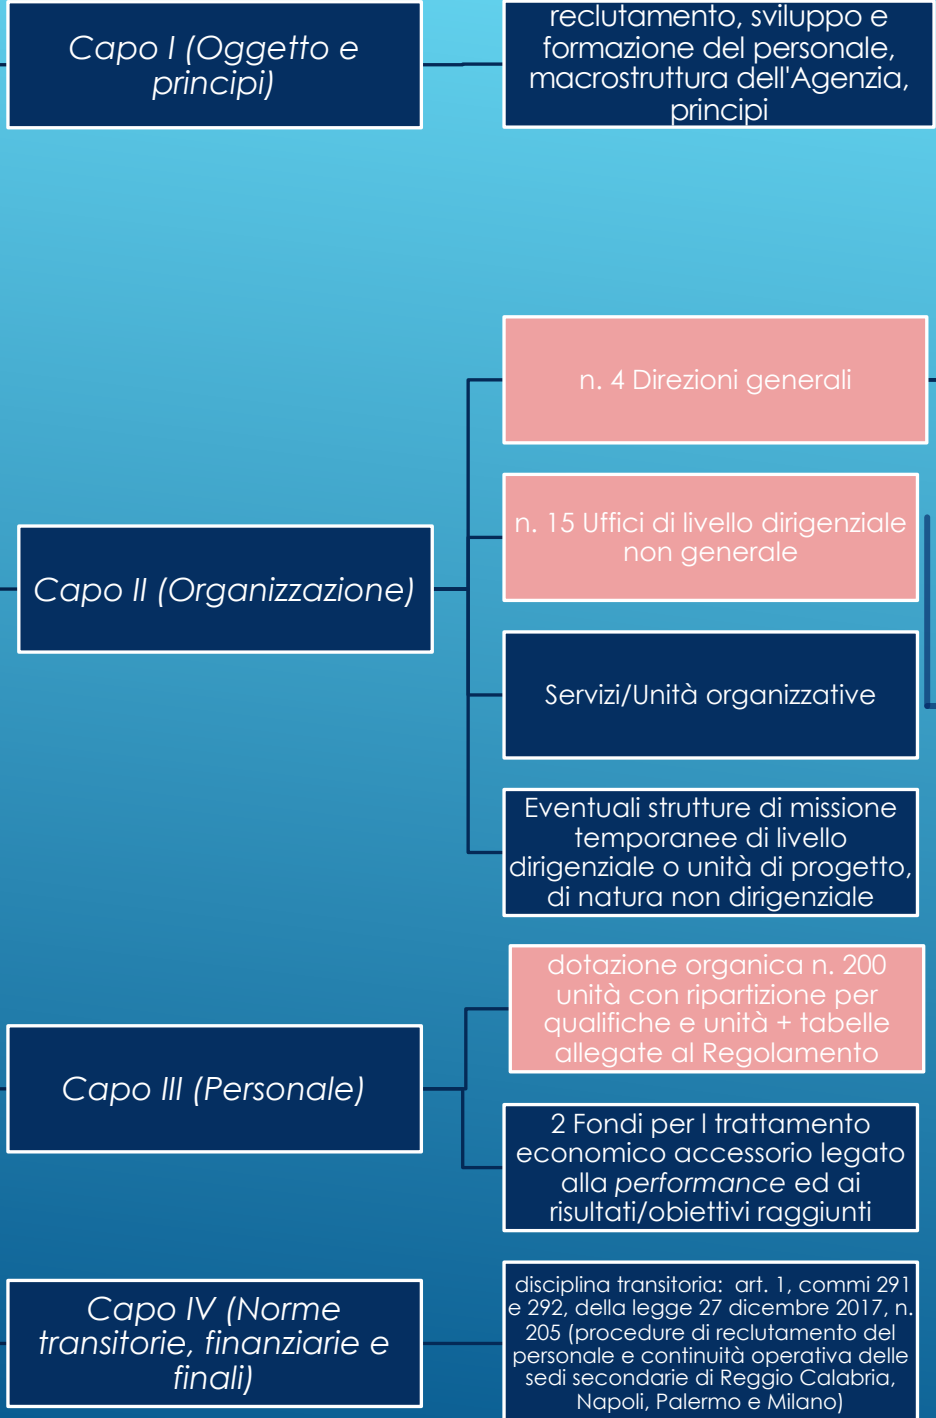 Capo I (Oggetto e
principi)
reclutamento, sviluppo e
formazione del personale,
macrostruttura dell'Agenzia,
principi
Capo II (Organizzazione)
n. 4 Direzioni generali
n. 15 Uffici di livello dirigenziale
non generale
Servizi/Unità organizzative
Eventuali strutture di missione
temporanee di livello
dirigenziale o unità di progetto,
di natura non dirigenziale
Capo III (Personale)
dotazione organica n. 200
unità con ripartizione per
qualifiche e unità + tabelle
allegate al Regolamento
2 Fondi per l trattamento
economico accessorio legato
alla performance ed ai
risultati/obiettivi raggiunti
Capo IV (Norme
transitorie, finanziarie e
finali)
disciplina transitoria: art. 1, commi 291
e 292, della legge 27 dicembre 2017, n.
205 (procedure di reclutamento del
personale e continuità operativa delle
sedi secondarie di Reggio Calabria,
Napoli, Palermo e Milano)